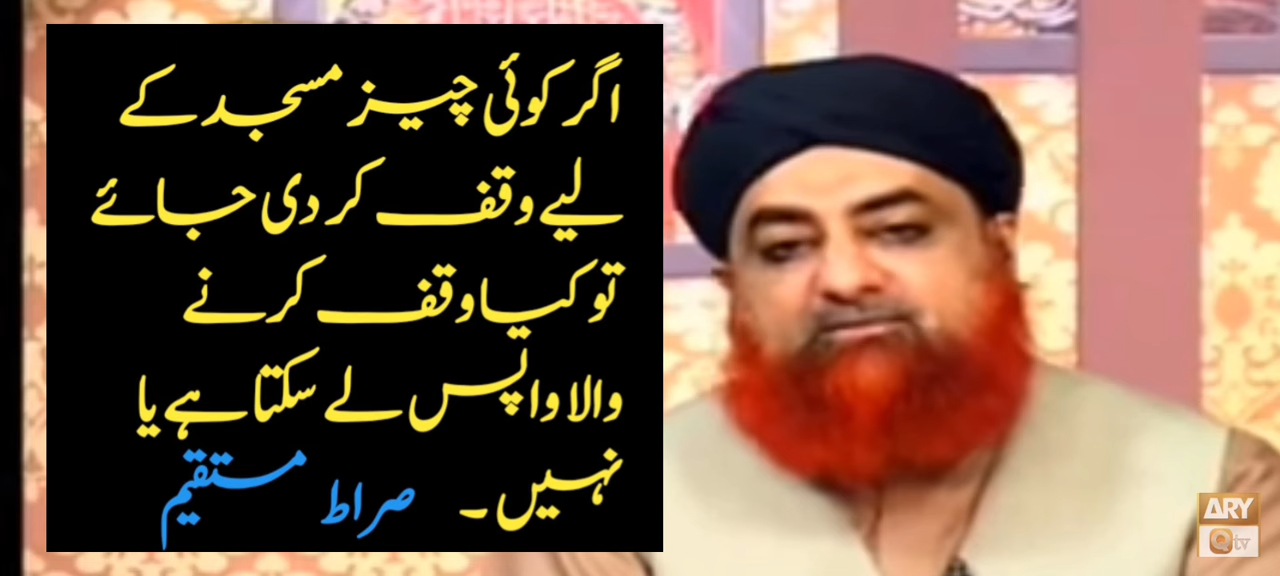 اگر کوئی چیز مسجد کے
لیے وقف کر دی جائے
تو کیا وقف کرنے
والا واپس لے سکتا ہے یا
نہیں۔ صراط مستقیم
ARY
Qtv